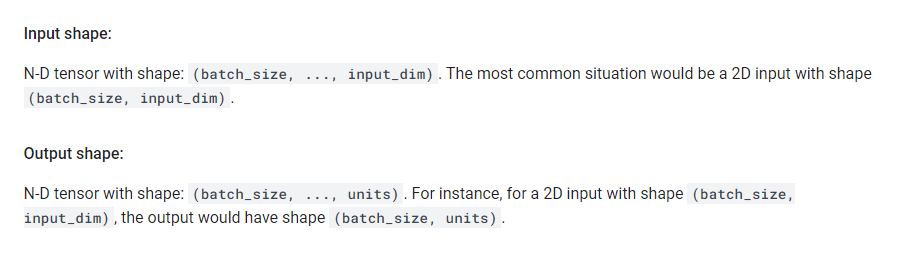 Input shape:
N-D tensor with shape: (batch_size, ..., input_dim). The most common situation would be a 2D input with shape
(batch_size, input_dim).
Output shape:
N-D tensor with shape: (batch_size, ..., units). For instance, for a 2D input with shape (batch_size,
input_dim), the output would have shape (batch_size, units).